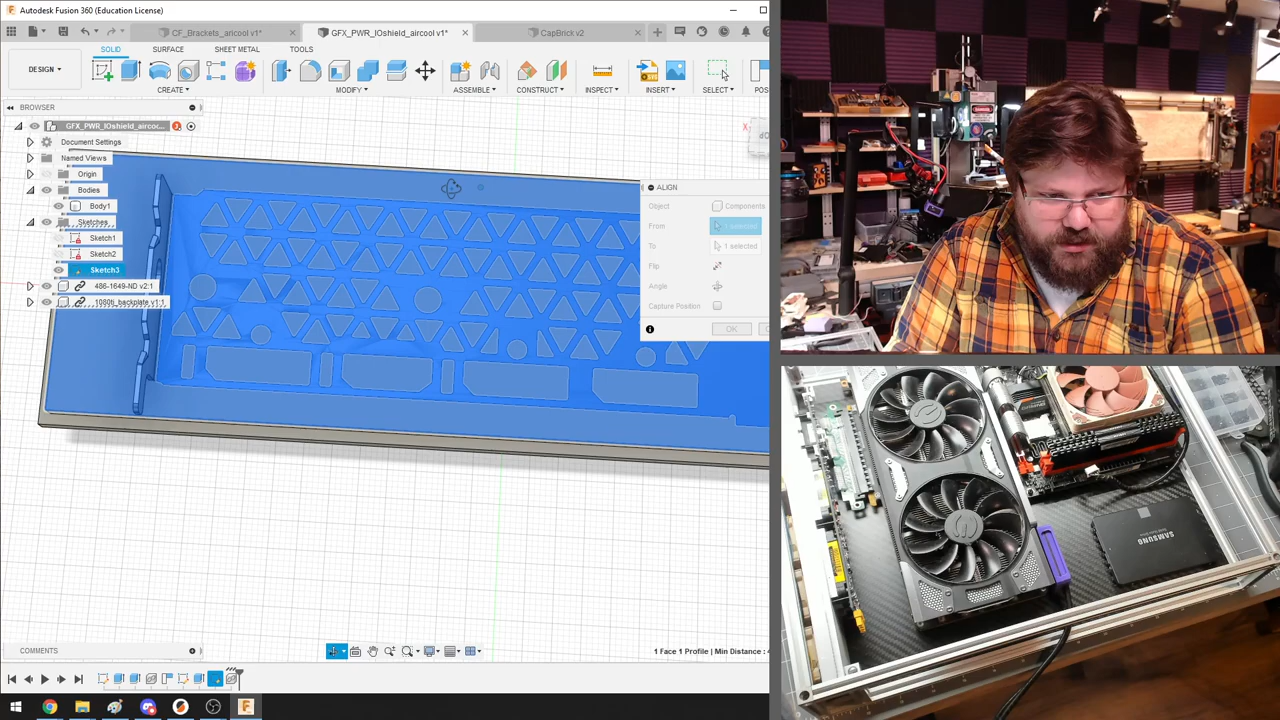 Autodesk Fusion 360 (Education License)
CF_Brackets_aircool v1*
GFX_PWR_IOshield_aircool v1*
CapBrick v2
SOLID
SURFACE
SHEET METAL
TOOLS
DESIGN
CREATE
MODIFY
ASSEMBLE
CONSTRUCT
INSPECT
INSERT
SELECT
BROWSER
GFX_PWR_IOshield_aircoo...
Document Settings
Named Views
Origin
Bodies
Body1
Sketches
Sketch1
Sketch2
Sketch3
486-1649-ND v2:1
1080ti_backplate v1:1
ALIGN
Object
Components
From
1 selected
To
1 selected
Flip
Angle
Capture Position
OK
COMMENTS
1 Face 1 Profile | Min Distance : 4
SAMSUNG